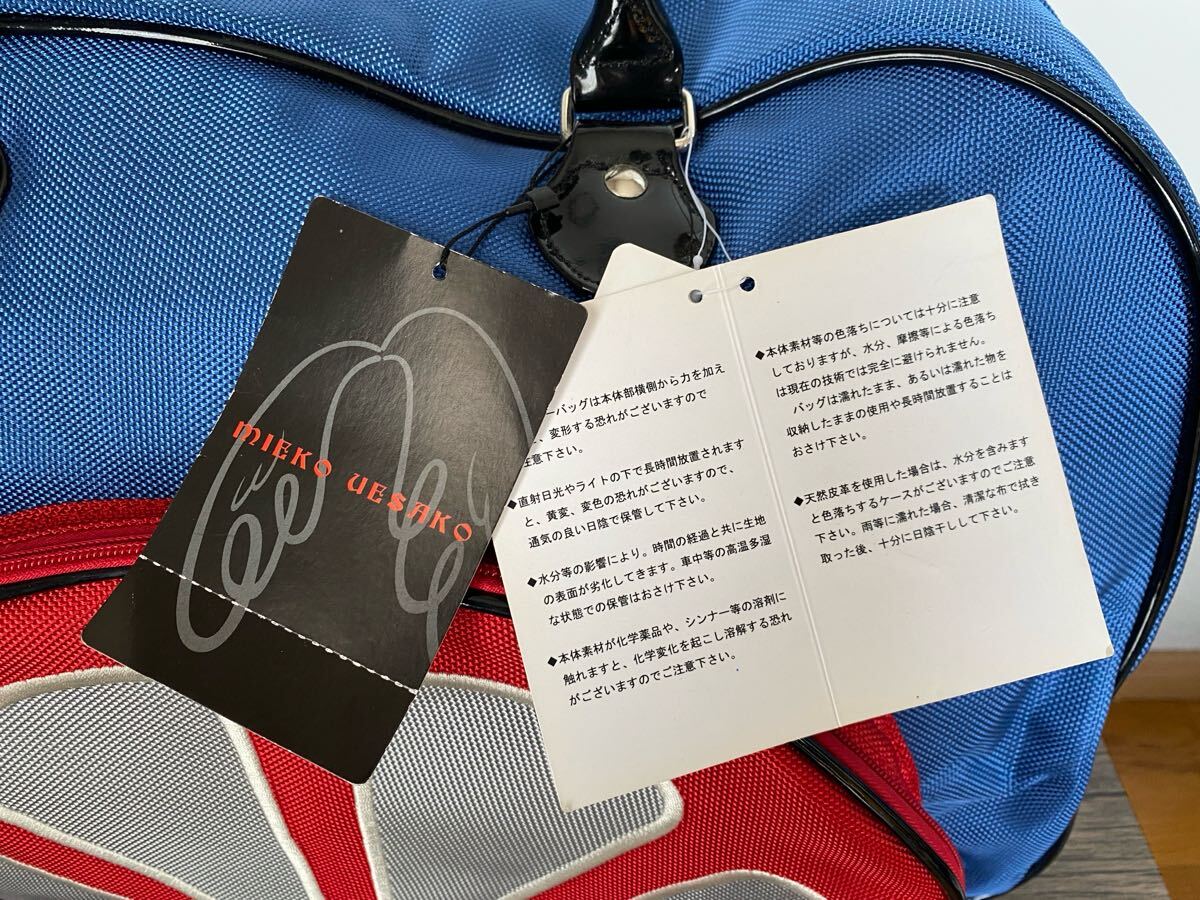 MIEKO UESAKO
ーバッグは本体部横側から力を加え
、変形する恐れがございますので
注意下さい。
◆直射日光やライトの下で長時間放置されます
と、黄変、変色の恐れがございますので、
通気の良い日陰で保管して下さい。
◆水分等の影響により。時間の経過と共に生地
の表面が劣化してきます。車中等の高温多湿
な状態での保管はおさけ下さい。
◆本体素材が化学薬品や、シンナー等の溶剤に
触れますと、化学変化を起こし溶解する恐れ
がございますのでご注意下さい。
◆本体素材等の色落ちについては十分に注意
しておりますが、水分、摩擦等による色落ち
は現在の技術では完全に避けられません。
バッグは濡れたまま、あるいは濡れた物を
収納したままの使用や長時間放置することは
おさけ下さい。
◆天然皮革を使用した場合は、水分を含みます
と色落ちするケースがございますのでご注意
下さい。雨等に濡れた場合、清潔な布で拭き
取った後、十分に日陰干しして下さい。